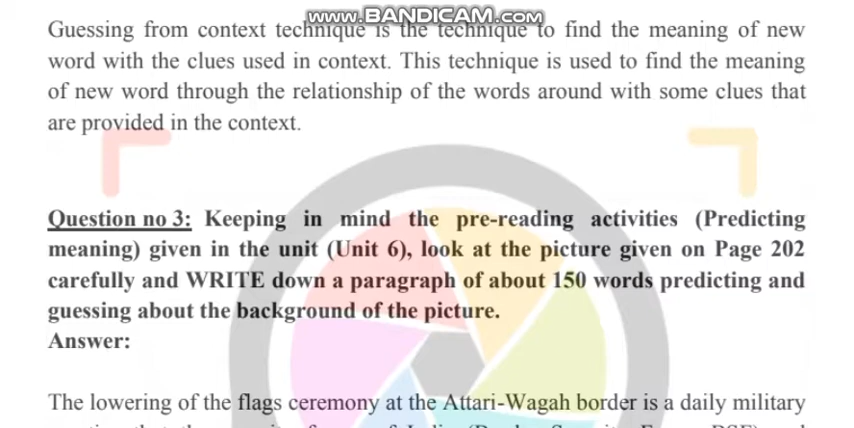 www.BANDICAM.com
Guessing from context technique is the technique to find the meaning of new
word with the clues used in context. This technique is used to find the meaning
of new word through the relationship of the words around with some clues that
are provided in the context.
Question no 3: Keeping in mind the pre-reading activities (Predicting
meaning) given in the unit (Unit 6), look at the picture given on Page 202
carefully and WRITE down a paragraph of about 150 words predicting and
guessing about the background of the picture.
Answer:
The lowering of the flags ceremony at the Attari-Wagah border is a daily military